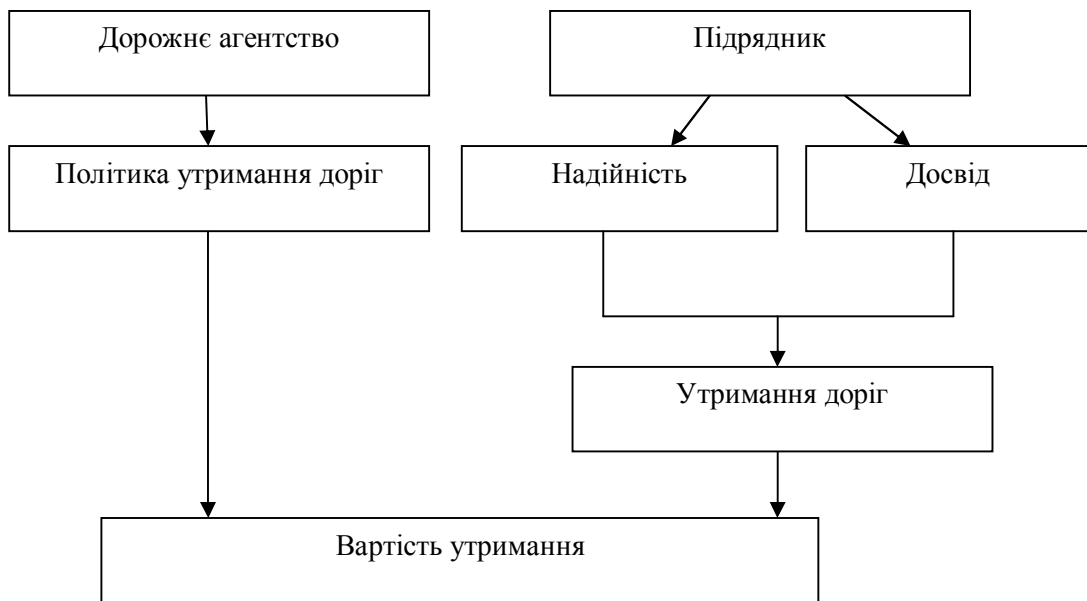 Дорожнє агентство
Підрядник
Політика утримання доріг
Надійність
Досвід
Утримання доріг
Вартість утримання